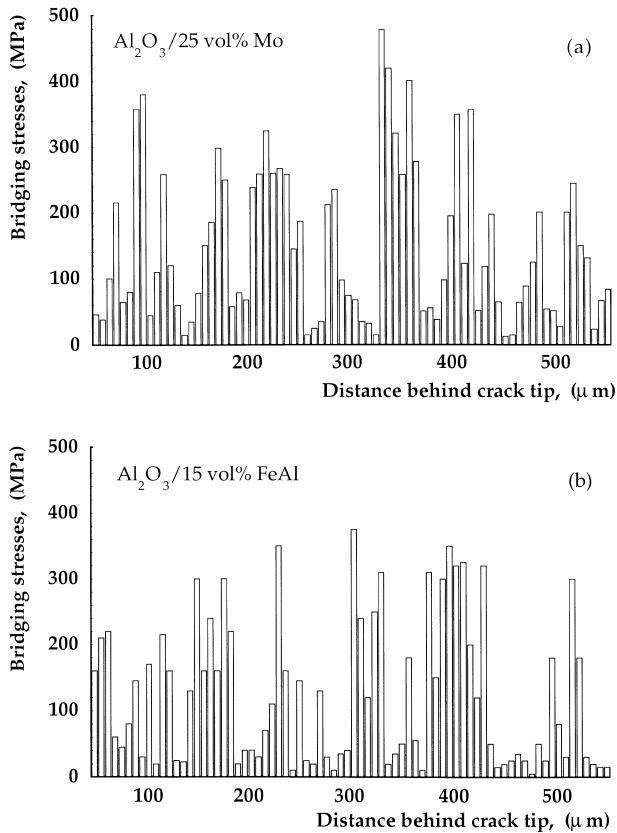 500
Al₂O₃/25 vol% Mo
(a)
400
300
200
100
0
Bridging stresses, (MPa)
100 200 300 400 500
Distance behind crack tip, (μ m)
500
Al₂O₃/15 vol% FeAl
(b)
400
300
200
100
0
Bridging stresses, (MPa)
100 200 300 400 500
Distance behind crack tip, (μ m)